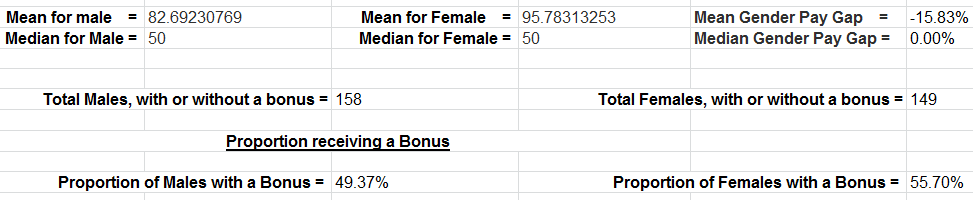 Mean for male = 82.69230769 Mean for Female = 95.78313253 Mean Gender Pay Gap = -15.83%
Median for Male = 50 Median for Female = 50 Median Gender Pay Gap = 0.00%
Total Males, with or without a bonus = 158 Total Females, with or without a bonus = 149
Proportion receiving a Bonus
Proportion of Males with a Bonus = 49.37% Proportion of Females with a Bonus = 55.70%